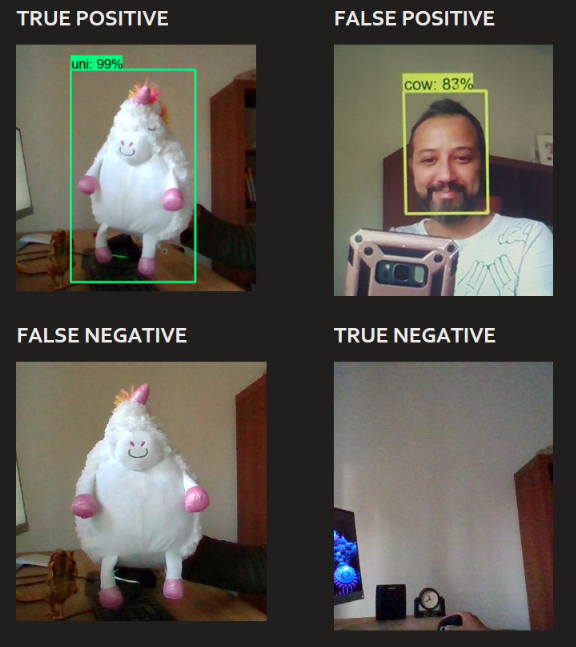 TRUE POSITIVE
FALSE POSITIVE
uni: 99%
cow: 83%
FALSE NEGATIVE
TRUE NEGATIVE